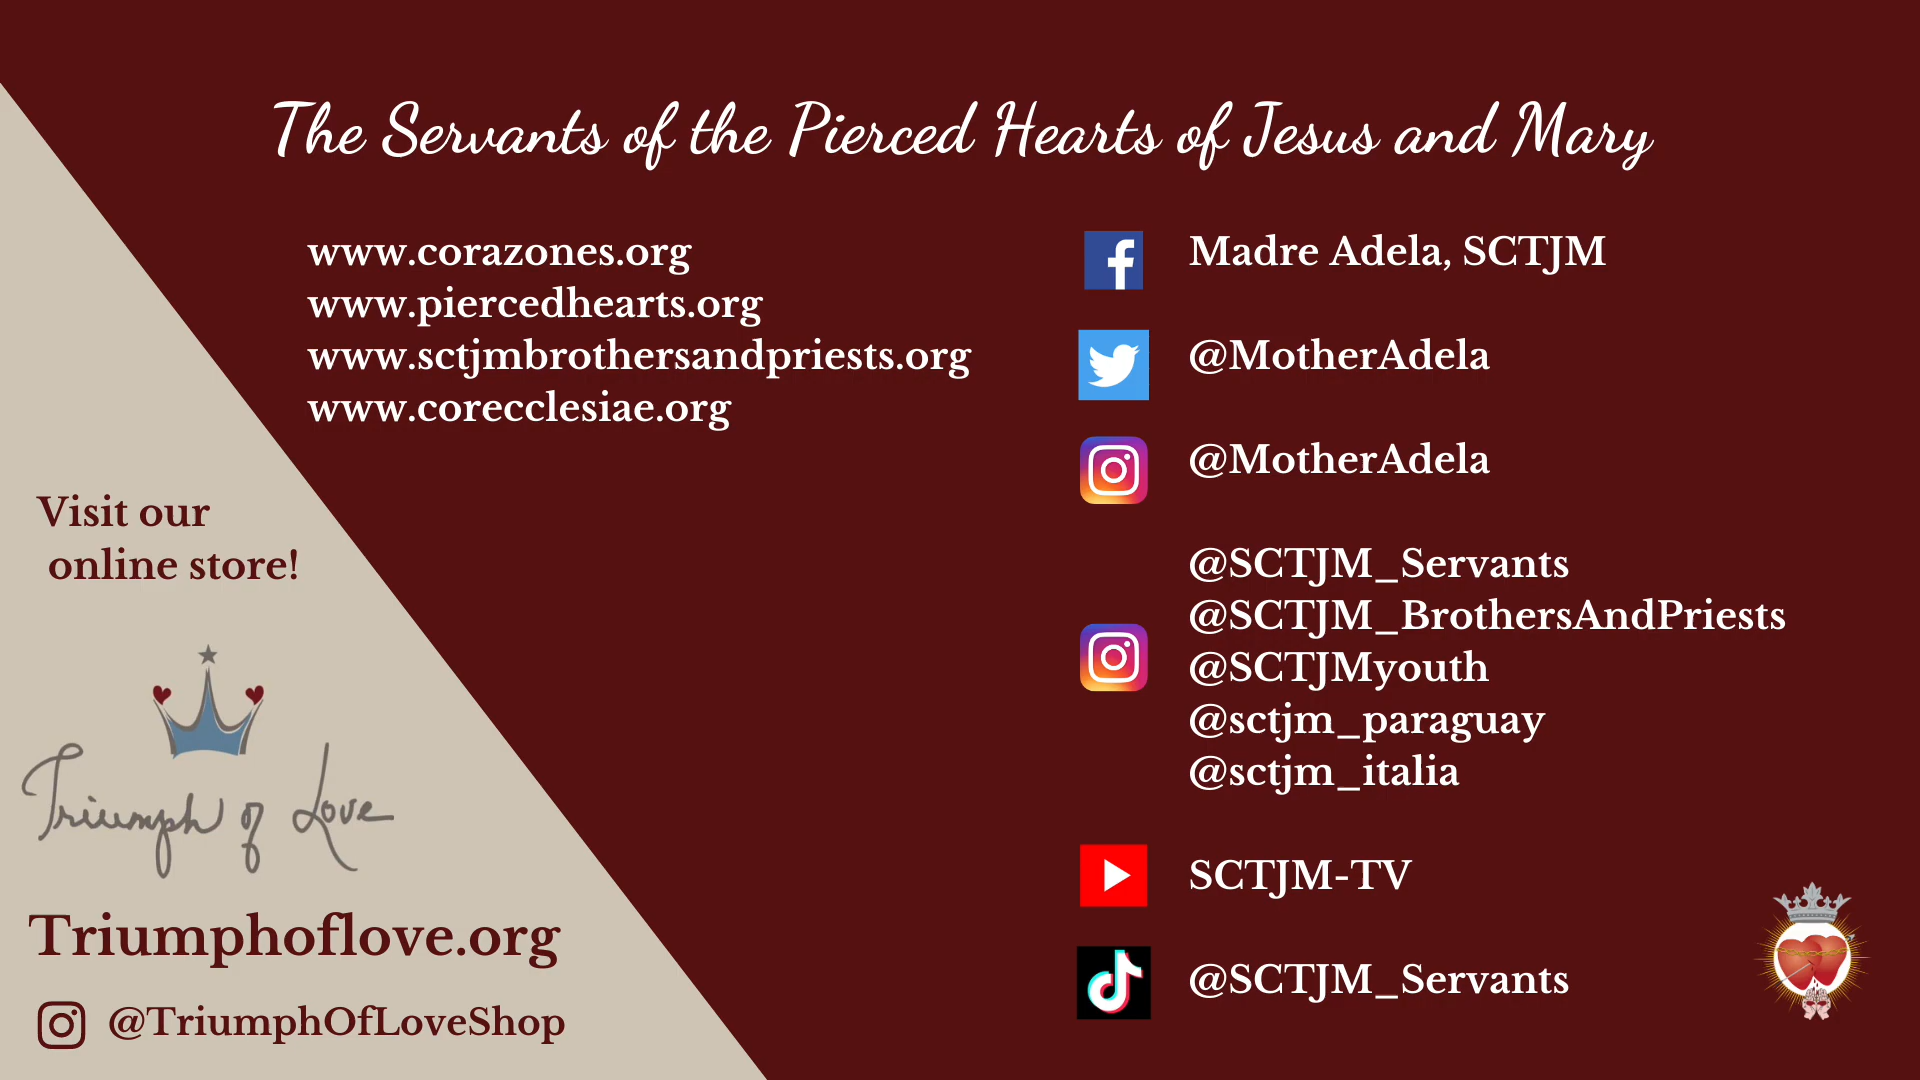 The Servants of the Pierced Hearts of Jesus and Mary
www.corazones.org
www.piercedhearts.org
www.sctjmbrothersandpriests.org
www.corecclesiae.org
Madre Adela, SCTJM
@MotherAdela
@MotherAdela
@SCTJM_Servants
@SCTJM_BrothersAndPriests
@SCTJMyouth
@sctjm_paraguay
@sctjm_italia
SCTJM-TV
@SCTJM_Servants
Visit our
online store!
Triumph of Love
Triumphoflove.org
@TriumphOfLoveShop